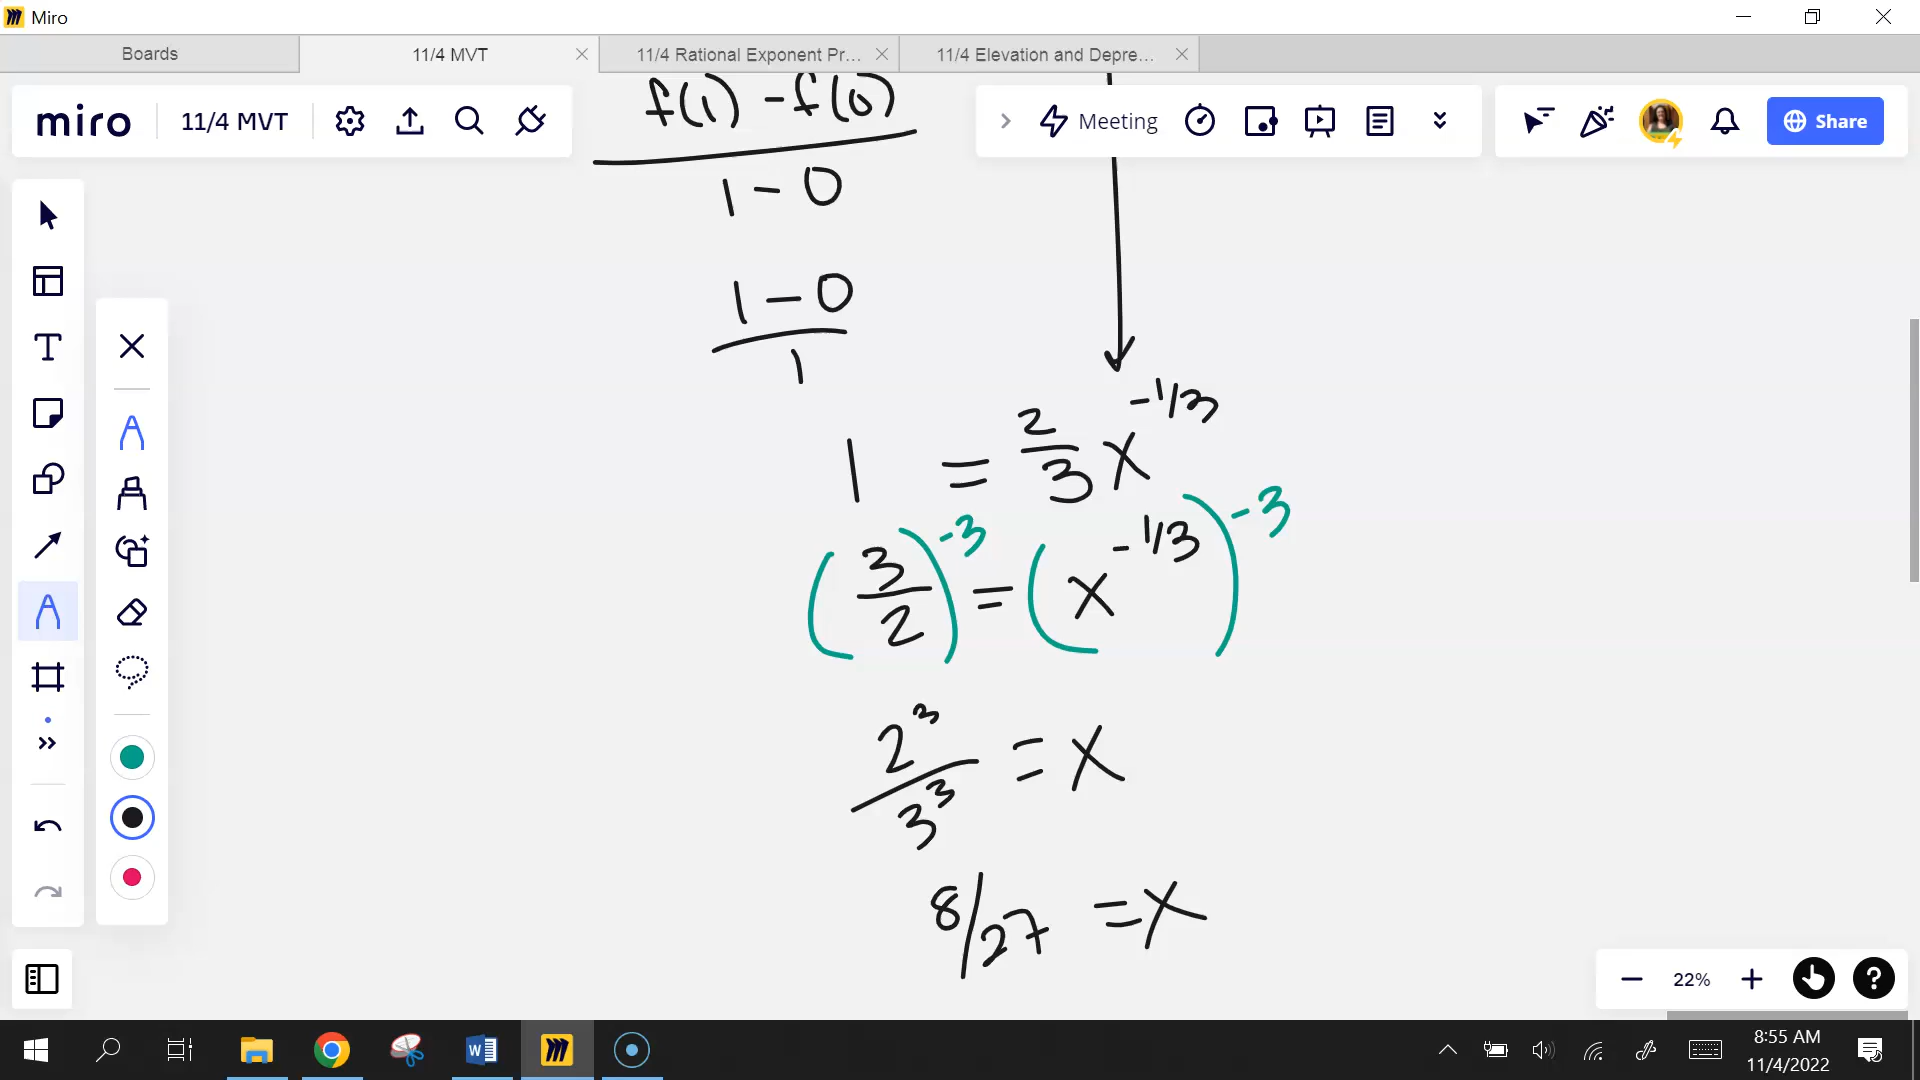 Miro
Boards
11/4 MVT
11/4 Rational Exponent Pr...
11/4 Elevation and Depre...
miro
11/4 MVT
Meeting
Share
f(1) - f(0)
1 - 0
1 - 0
1
1 = 2/3 x^-1/3
(3/2)^-3 = (x^-1/3)^-3
2^3/3^3 = x
8/27 = x
22%
8:55 AM
11/4/2022